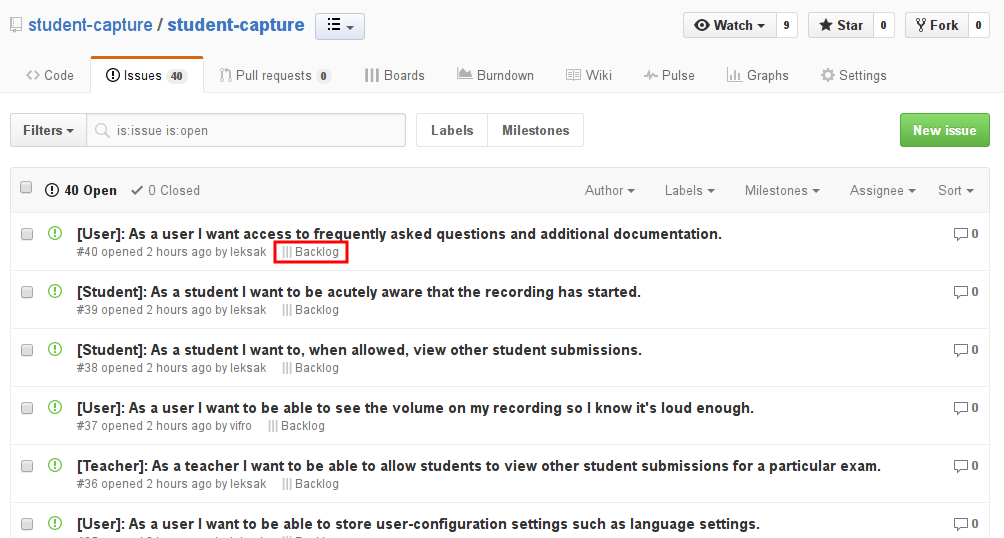 student-capture / student-capture
Watch 9 Star 0 Fork 0
Code Issues 40 Pull requests 0 Boards Burndown Wiki Pulse Graphs Settings
Filters is:issue is:open Labels Milestones New issue
40 Open 0 Closed Author Labels Milestones Assignee Sort
[User]: As a user I want access to frequently asked questions and additional documentation. 0
#40 opened 2 hours ago by leksak Backlog
[Student]: As a student I want to be acutely aware that the recording has started. 0
#39 opened 2 hours ago by leksak Backlog
[Student]: As a student I want to, when allowed, view other student submissions. 0
#38 opened 2 hours ago by leksak Backlog
[User]: As a user I want to be able to see the volume on my recording so I know it's loud enough. 0
#37 opened 2 hours ago by vifro Backlog
[Teacher]: As a teacher I want to be able to allow students to view other student submissions for a particular exam. 0
#36 opened 2 hours ago by leksak Backlog
[User]: As a user I want to be able to store user-configuration settings such as language settings. 0